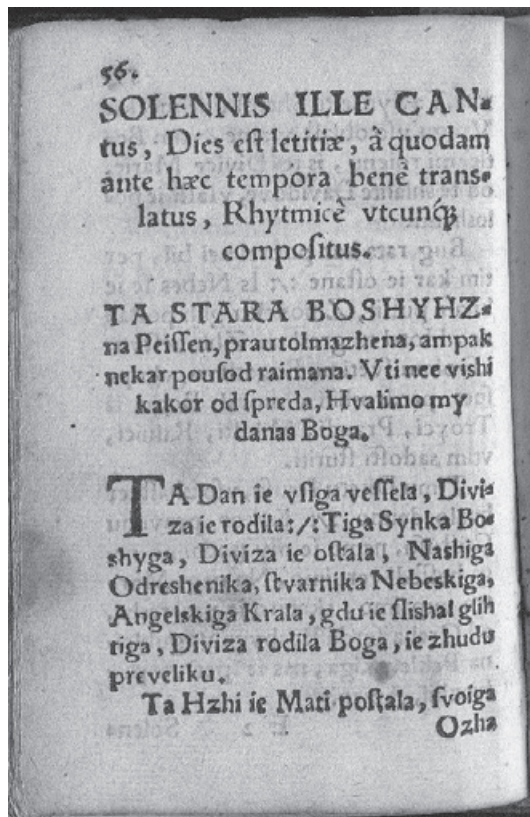 56.
SOLENNIS ILLE CAN-
tus, Dies eſt letitiæ, â quodam
ante hæc tempora benè trans-
latus, Rhytmicè vtcunq́;
compoſitus.
TA STARA BOSHYHZ-
na Peiſſen, prautolmazhena, ampak
nekar pouſod raimana. V ti nee vishi
kakor od ſpreda, Hvalimo my
danas Boga.
TA Dan ie vſiga veſſela, Divi-
za ie rodila:/: Tiga Synka Bo-
shyga, Diviza ie oſtala, Nashiga
Odreshenika, ſtvarnika Nebeskiga,
Angelskiga Krala, gdu ie ſlishal glih
tiga, Diviza rodila Boga, ie zhudu
preveliku.
Ta Hzhi ie Mati poſtala, ſvoiga
Ozha